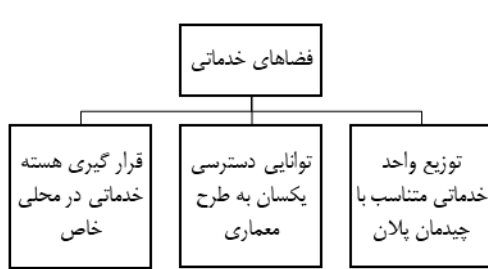 فضاهای خدماتی
توزیع واحد
خدماتی متناسب با
چیدمان پلان
توانایی دسترسی
یکسان به طرح
معماری
قرار گیری هسته
خدماتی در محلی
خاص